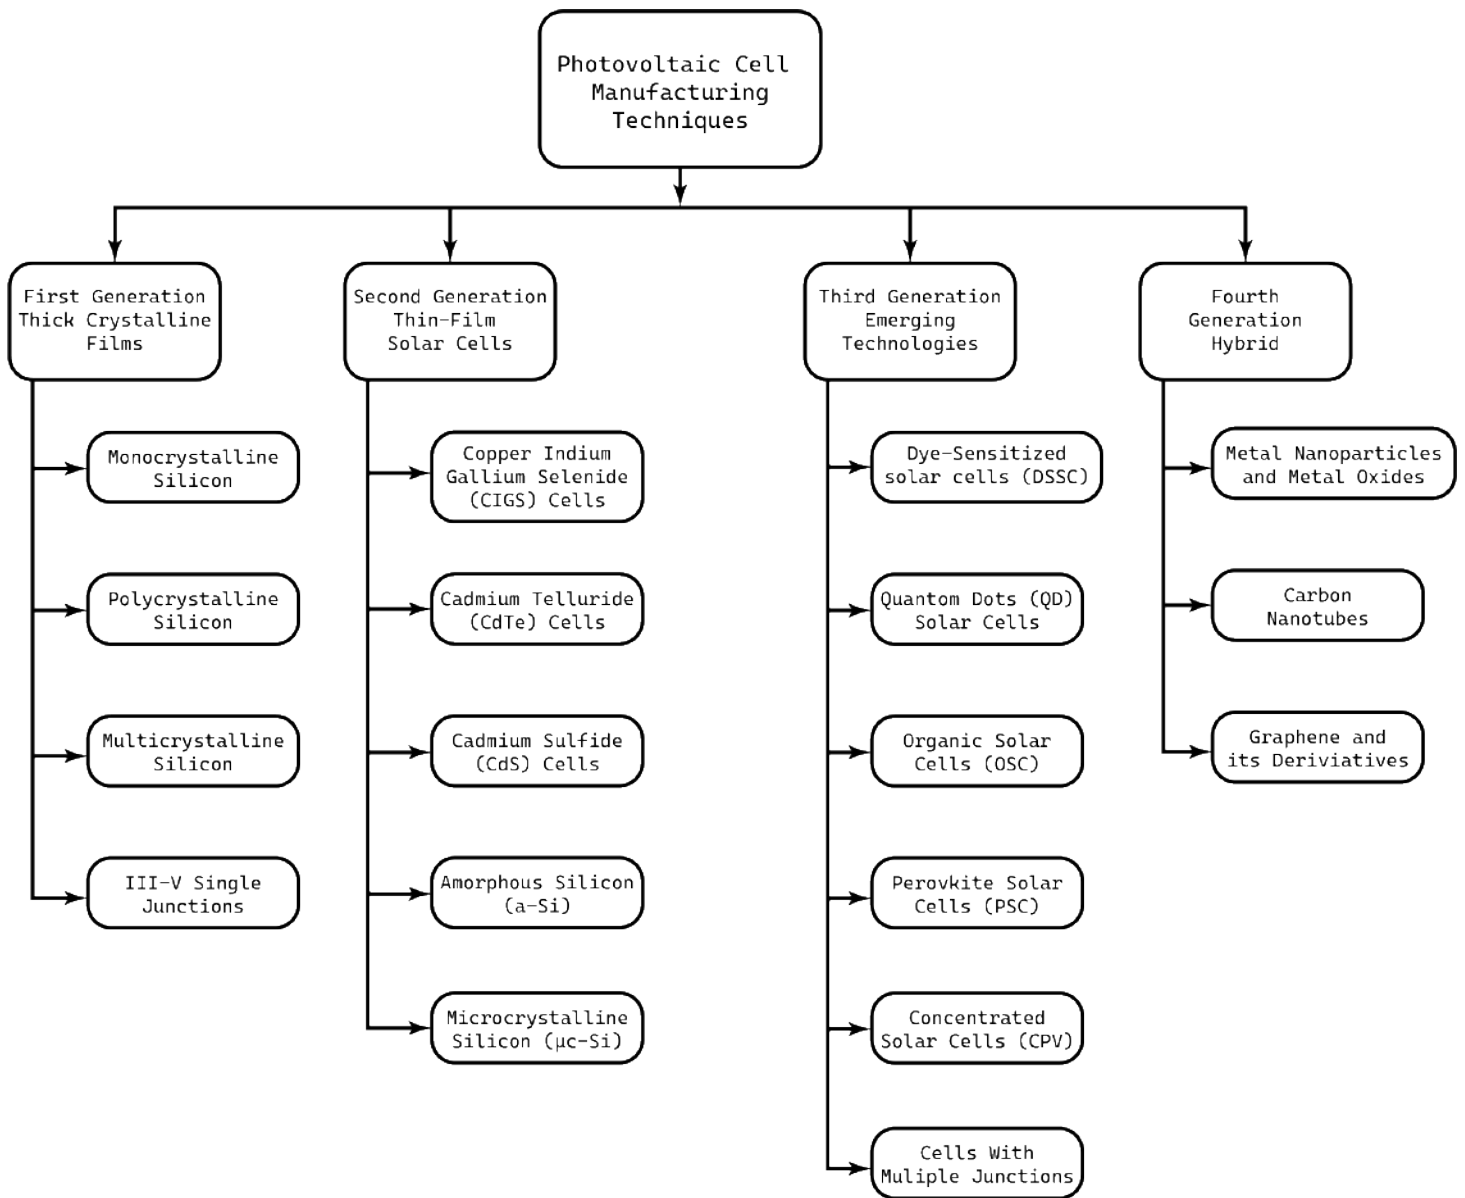 Photovoltaic Cell
Manufacturing
Techniques
First Generation
Thick Crystalline
Films
Monocrystalline
Silicon
Polycrystalline
Silicon
Multicrystalline
Silicon
III-V Single
Junctions
Second Generation
Thin-Film
Solar Cells
Copper Indium
Gallium Selenide
(CIGS) Cells
Cadmium Telluride
(CdTe) Cells
Cadmium Sulfide
(CdS) Cells
Amorphous Silicon
(a-Si)
Microcrystalline
Silicon (μc-Si)
Third Generation
Emerging
Technologies
Dye-Sensitized
solar cells (DSSC)
Quantom Dots (QD)
Solar Cells
Organic Solar
Cells (OSC)
Perovkite Solar
Cells (PSC)
Concentrated
Solar Cells (CPV)
Cells With
Muliple Junctions
Fourth
Generation
Hybrid
Metal Nanoparticles
and Metal Oxides
Carbon
Nanotubes
Graphene and
its Deriviatives